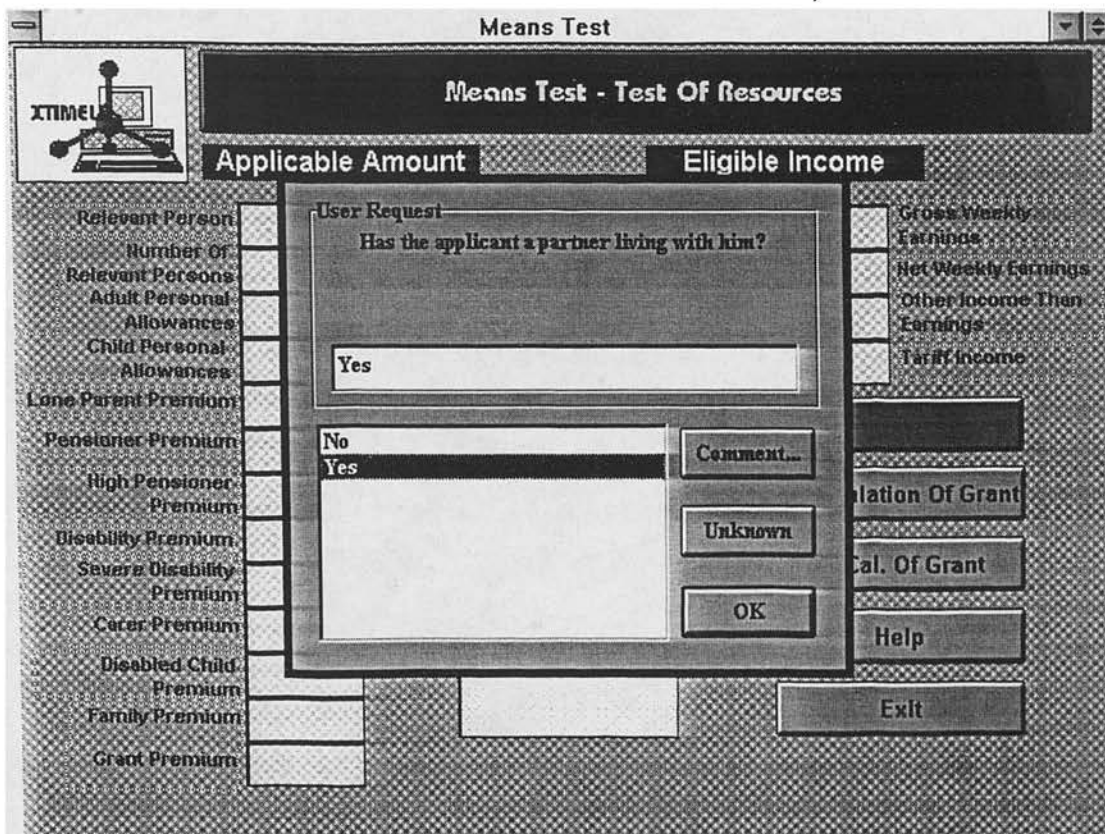 Means Test
XTIMEL
Means Test - Test Of Resources
Applicable Amount
Eligible Income
Relevant Person
Number Of
Relevant Persons
Adult Personal
Allowances
Child Personal
Allowances
Lone Parent Premium
Pensioner Premium
High Pensioner
Premium
Disability Premium
Severe Disability
Premium
Carer Premium
Disabled Child
Premium
Family Premium
Grant Premium
User Request
Has the applicant a partner living with him?
Yes
No
Yes
Comment...
Unknown
OK
Gross Weekly
Earnings
Net Weekly Earnings
Other Income Than
Earnings
Tariff Income
ulation Of Grant
Cal. Of Grant
Help
Exit